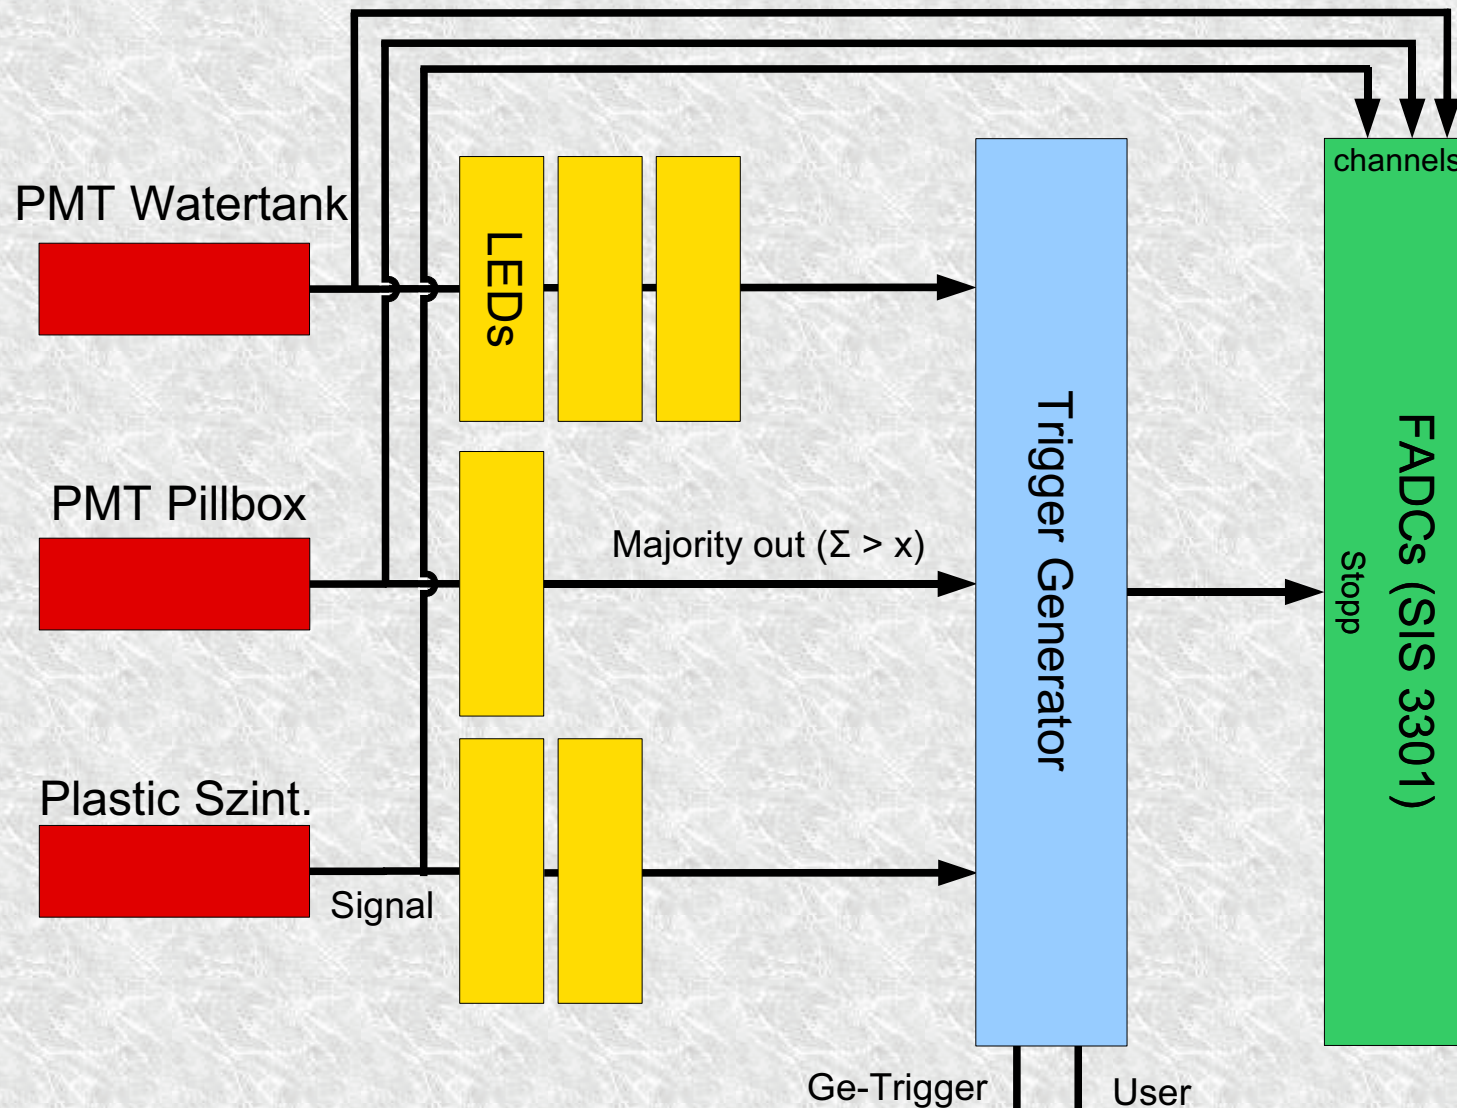 channels
PMT Watertank
LEDs
PMT Pillbox
Majority out (Σ > x)
Trigger Generator
Stopp
FADCs (SIS 3301)
Plastic Szint.
Signal
Ge-Trigger
User